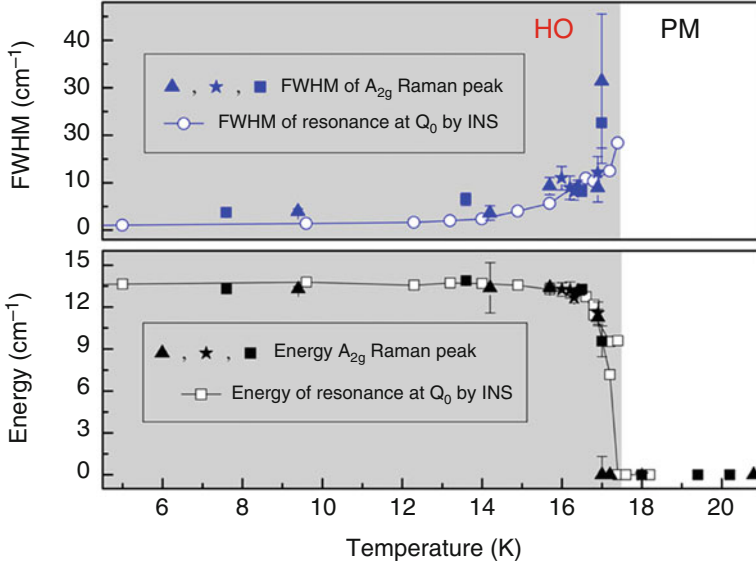 HO PM
FWHM (cm⁻¹)
40
30
30
10
0
▲ , ★ , ■ FWHM of A₂g Raman peak
FWHM of resonance at Q₀ by INS
Energy (cm⁻¹)
15
12
9
6
3
0
▲ , ★ , ■ Energy A₂g Raman peak
Energy of resonance at Q₀ by INS
6 8 10 12 14 16 18 20
Temperature (K)